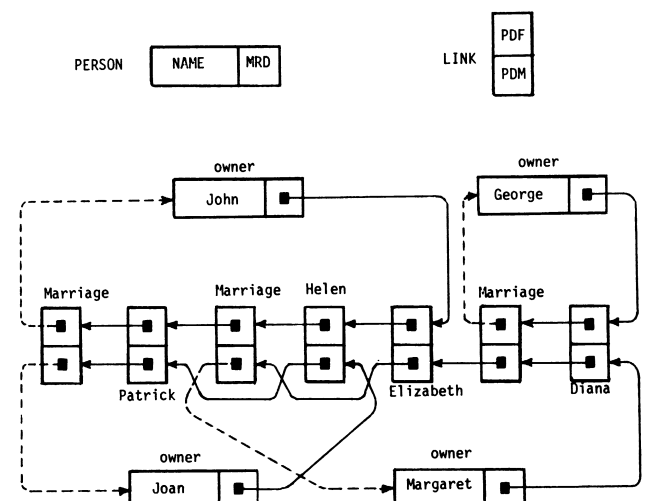 PERSON NAME MRD
LINK PDF
PDM
owner
John
owner
George
Marriage
Marriage
Helen
Marriage
Patrick
Elizabeth
Diana
owner
Joan
owner
Margaret